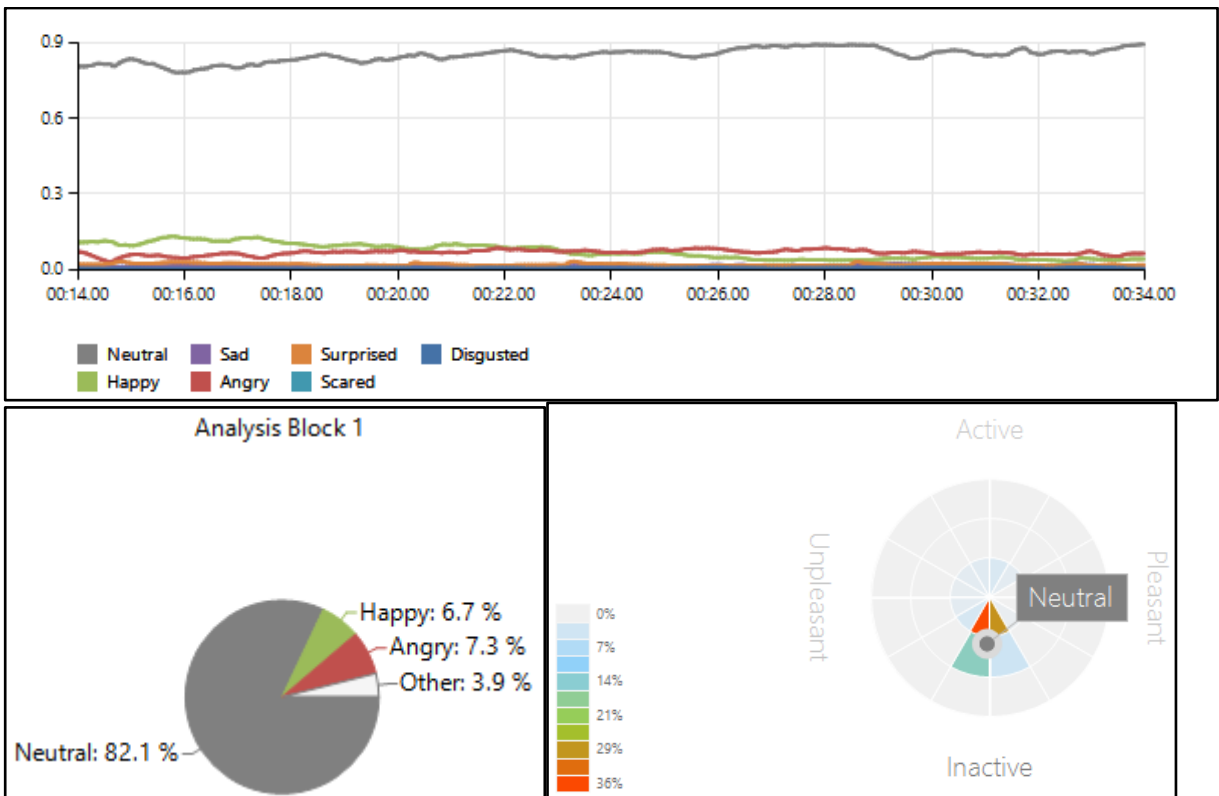 0.9
0.6
0.3
0.0
00:14.00 00:16.00 00:18.00 00:20.00 00:22.00 00:24.00 00:26.00 00:28.00 00:30.00 00:32.00 00:34.00
Neutral Sad Surprised Disgusted
Happy Angry Scared
Analysis Block 1
Happy: 6.7 %
Angry: 7.3 %
Other: 3.9 %
Neutral: 82.1 %
Active
Unpleasant
Pleasant
Neutral
Inactive
0%
7%
14%
21%
29%
36%